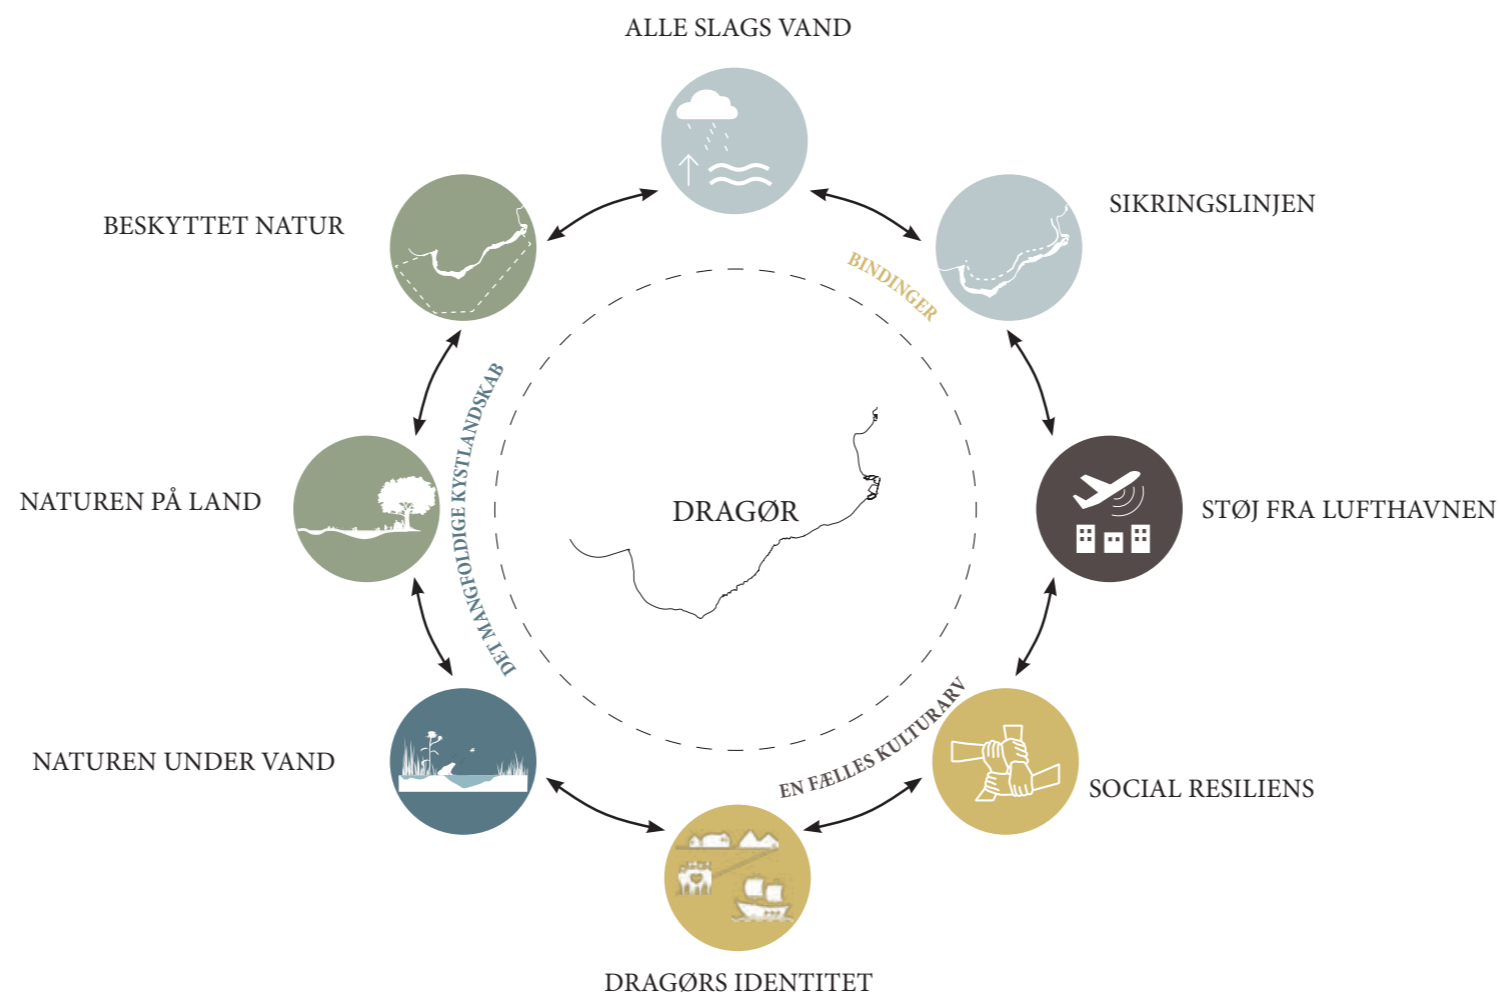 ALLE SLAGS VAND
SIKRINGSLINJEN
BESKYTTET NATUR
BINDINGER
DET MANGFOLDIGE KYSTLANDSKAB
NATUREN PÅ LAND
DRAGØR
STØJ FRA LUFTHAVNEN
NATUREN UNDER VAND
EN FÆLLES KULTURARV
SOCIAL RESILIENS
DRAGØRS IDENTITET